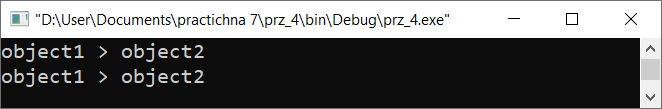 "D:\User\Documents\practichna 7\prz_4\bin\Debug\prz_4.exe"
object1 > object2
object1 > object2